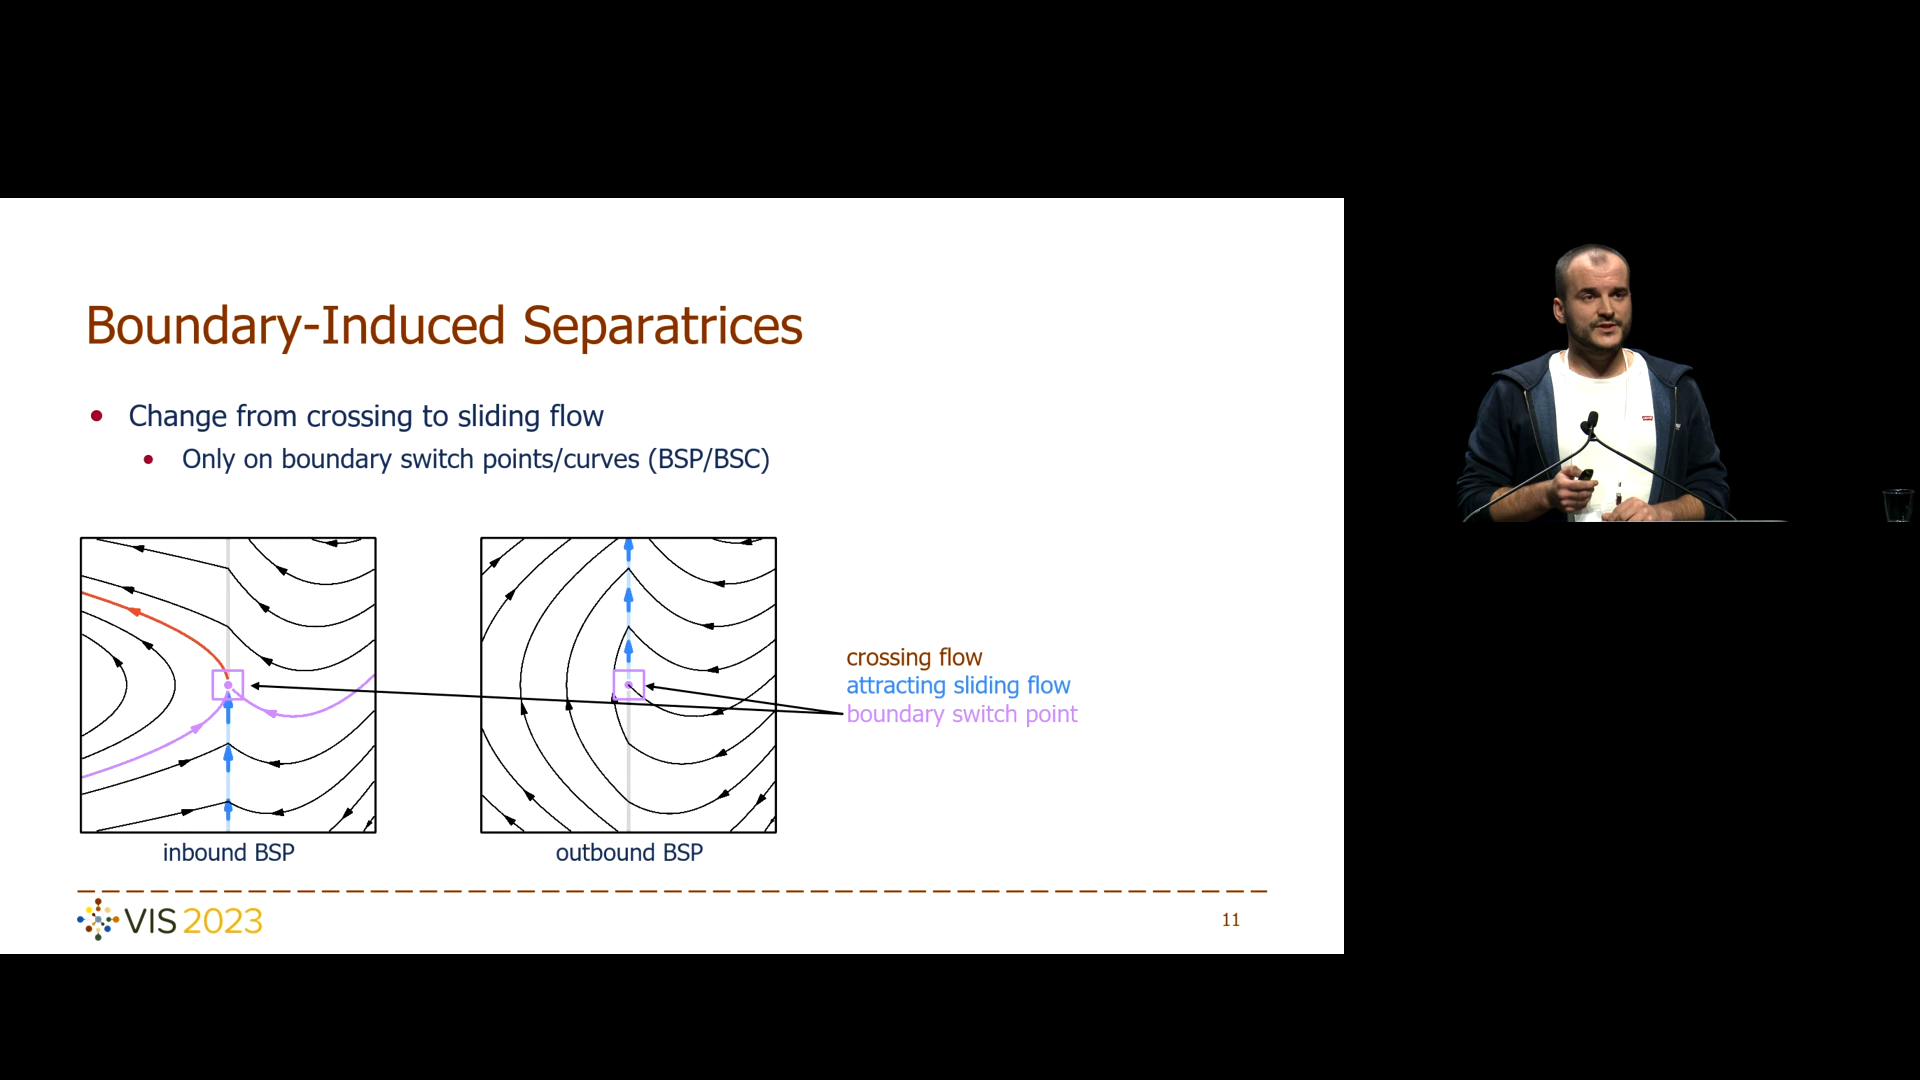 Boundary-Induced Separatrices
Change from crossing to sliding flow
Only on boundary switch points/curves (BSP/BSC)
crossing flow
attracting sliding flow
boundary switch point
inbound BSP
outbound BSP
VIS 2023
11